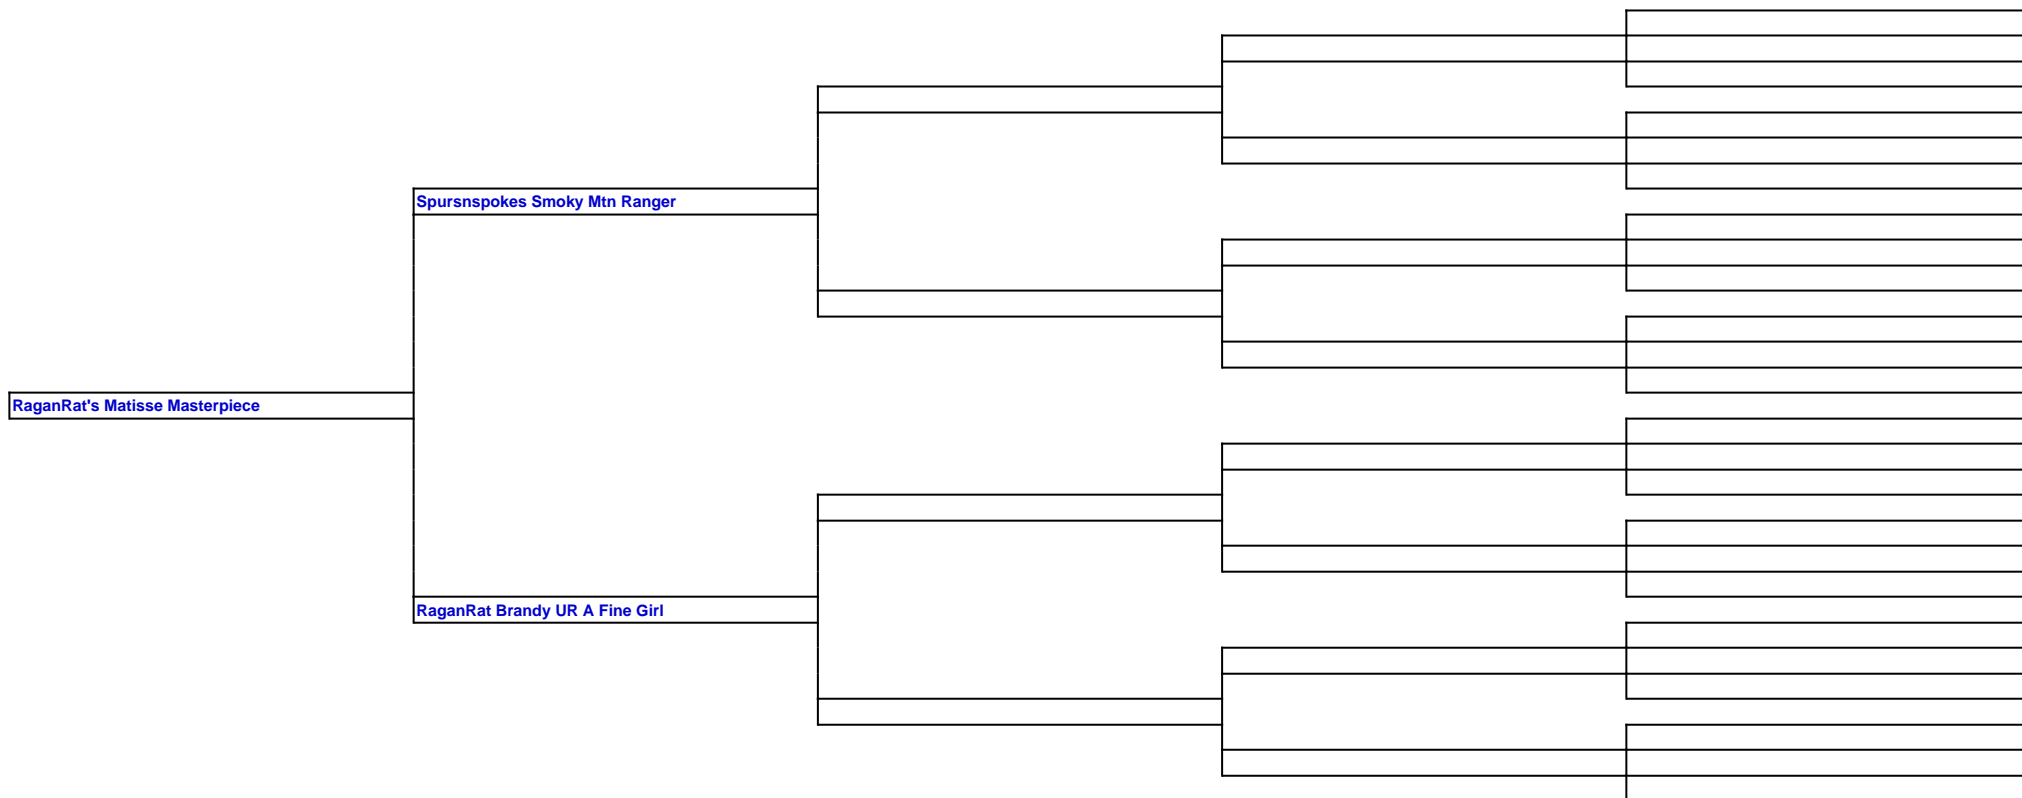 Spursnspokes Smoky Mtn Ranger
RaganRat's Matisse Masterpiece
RaganRat Brandy UR A Fine Girl